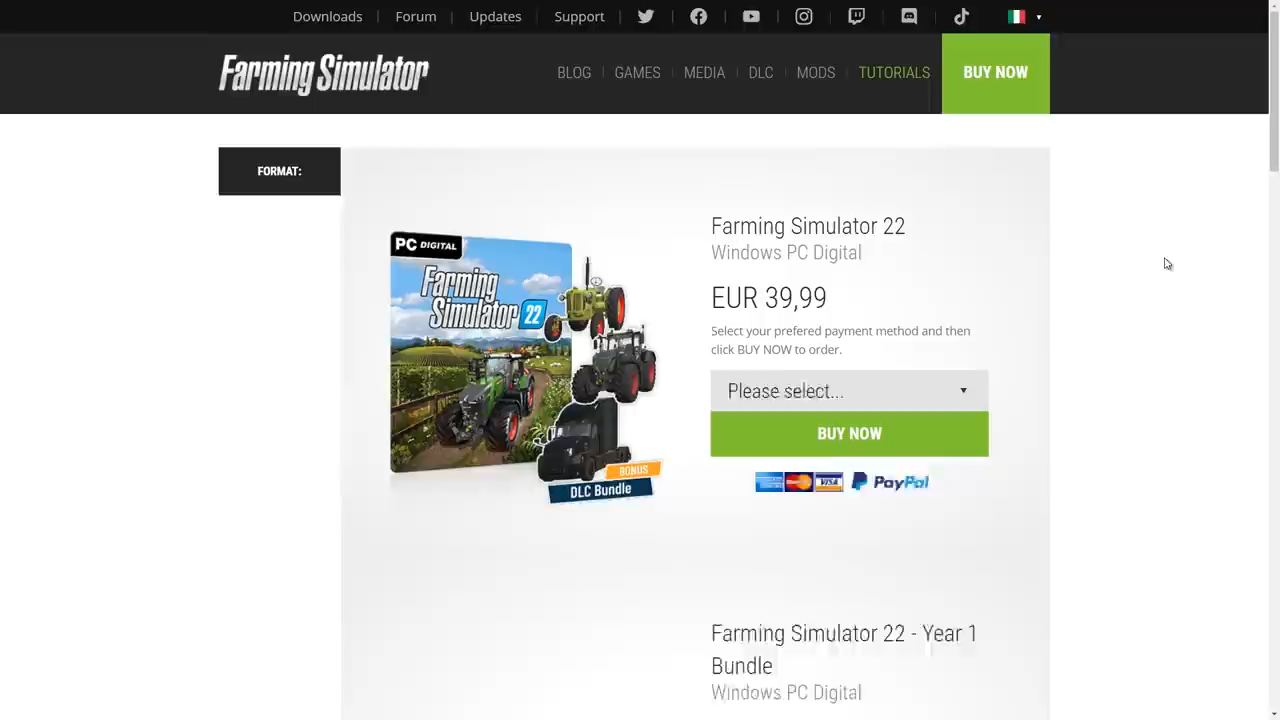 Downloads
Forum
Updates
Support
Farming Simulator
BLOG
GAMES
MEDIA
DLC
MODS
TUTORIALS
BUY NOW
FORMAT:
PC DIGITAL
Farming
Simulator 22
BONUS
DLC Bundle
Farming Simulator 22
Windows PC Digital
EUR 39,99
Select your prefered payment method and then
click BUY NOW to order.
Please select...
BUY NOW
MasterCard
VISA
PayPal
Farming Simulator 22 - Year 1
Bundle
Windows PC Digital